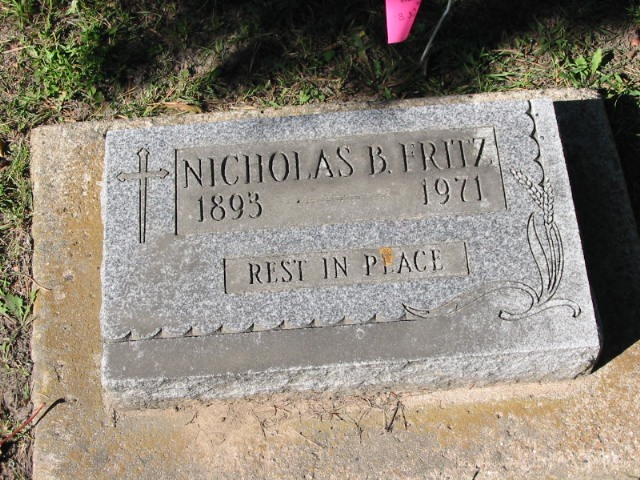 NICHOLAS B. FRITZ
1893 1971
REST IN PEACE